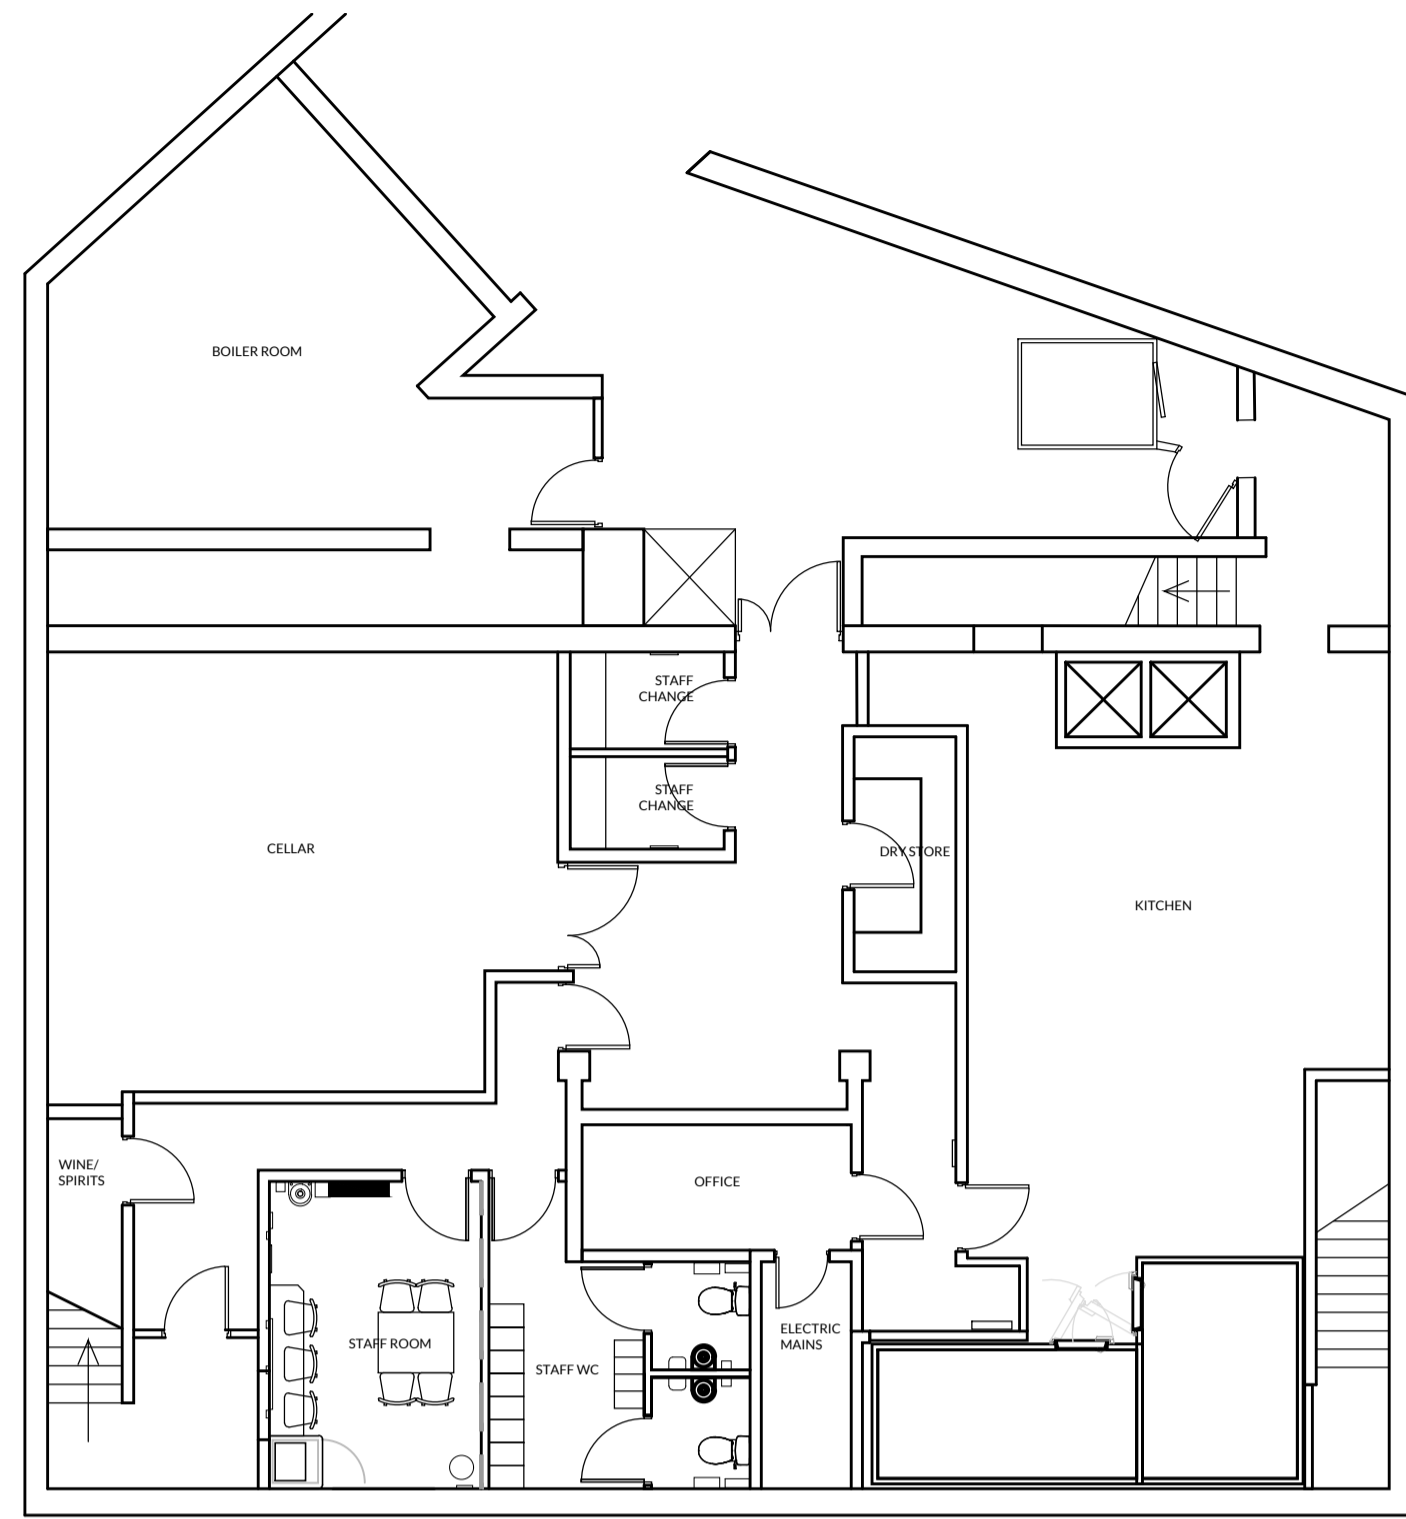 BOILER ROOM
STAFF
CHANGE
STAFF
CHANGE
CELLAR
DRY STORE
KITCHEN
WINE/
SPIRITS
OFFICE
STAFF ROOM
STAFF WC
ELECTRIC
MAINS